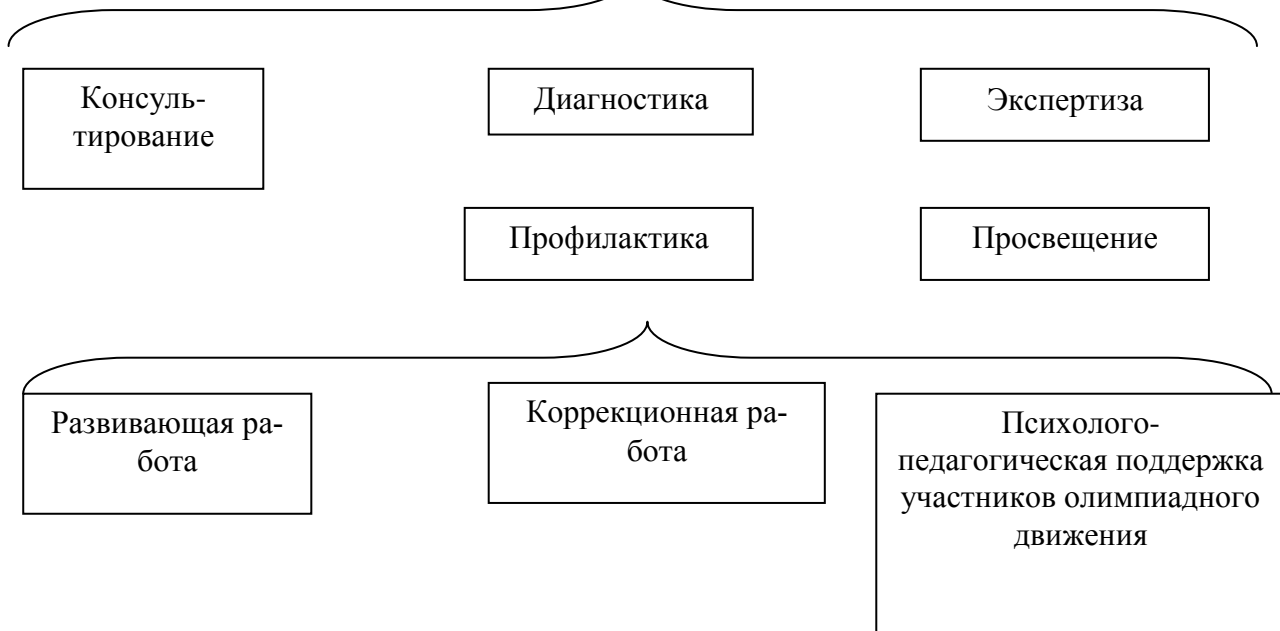 Консуль-
тирование
Диагностика
Экспертиза
Профилактика
Просвещение
Развивающая ра-
бота
Коррекционная ра-
бота
Психолого-
педагогическая поддержка
участников олимпиадного
движения